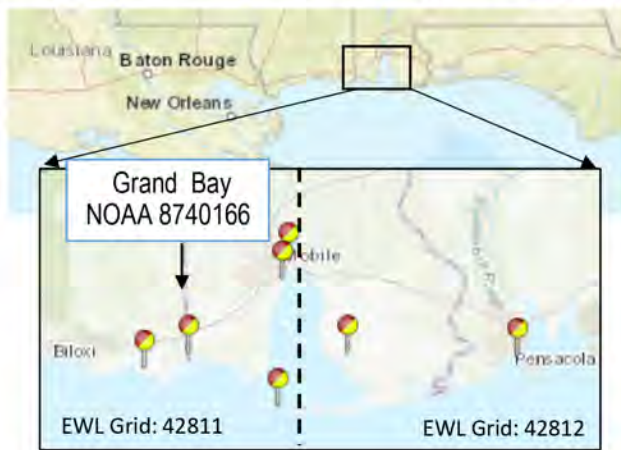 Louisiana
Baton Rouge
New Orleans
Grand Bay
NOAA 8740166
Mobile
Biloxi
Pensacola
EWL Grid: 42811
EWL Grid: 42812